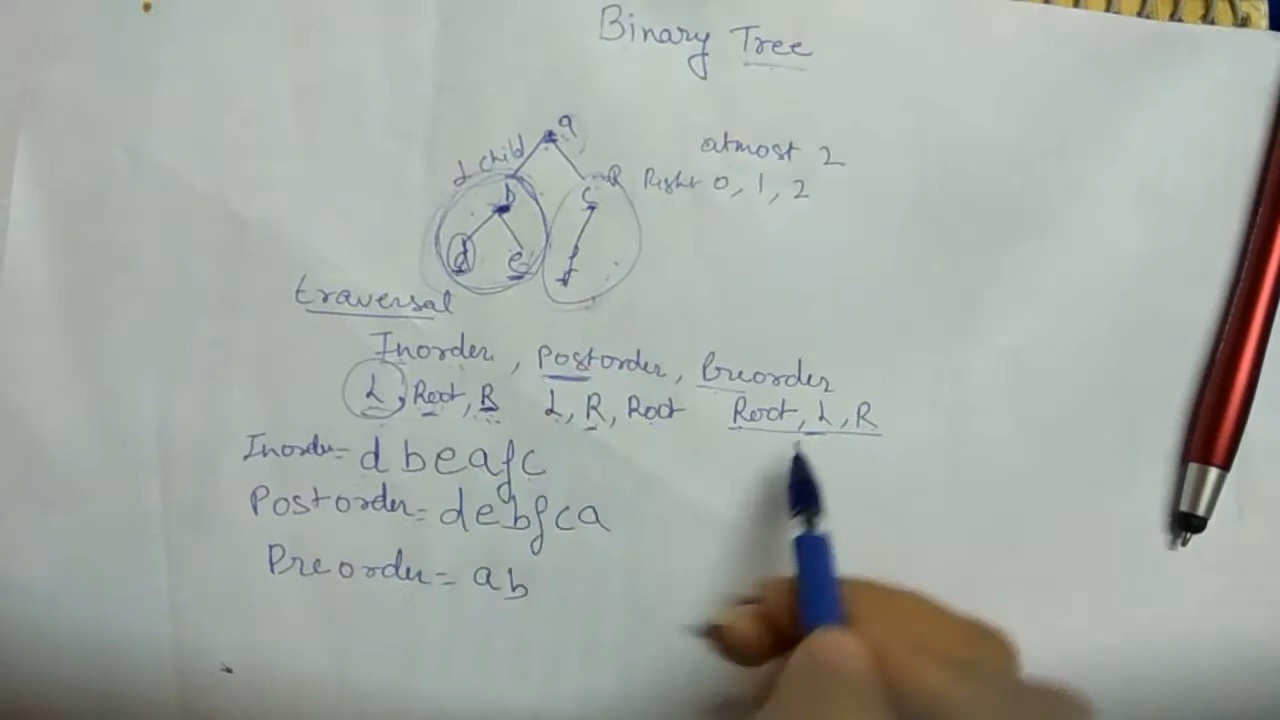 Binary Tree
a
L child
atmost 2
R Right 0, 1, 2
b c
d e f
traversal
Inorder, Postorder, Preorder
L, Root, R L, R, Root Root, L, R
Inorder= d b e a f c
Postorder= d e b f c a
Preorder= a b